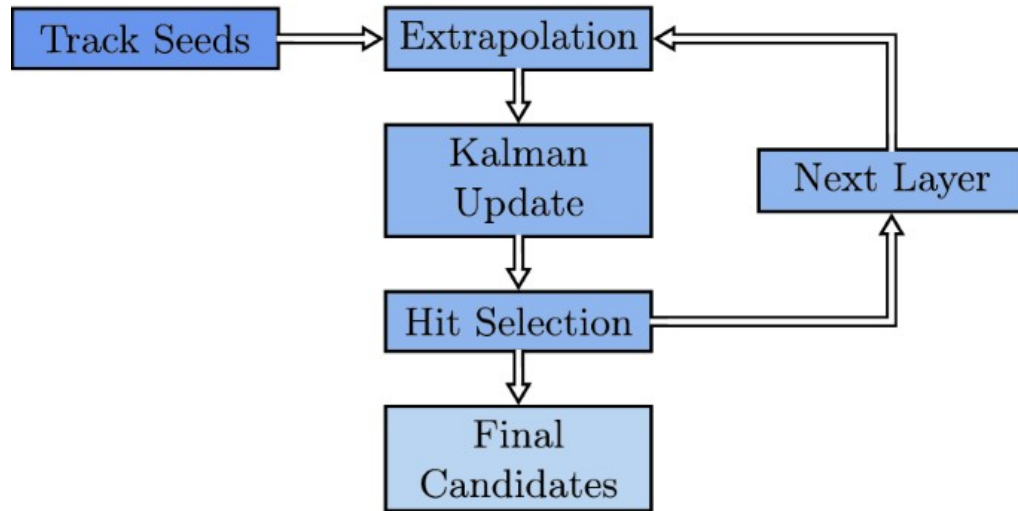 Track Seeds
Extrapolation
Kalman
Update
Next Layer
Hit Selection
Final
Candidates